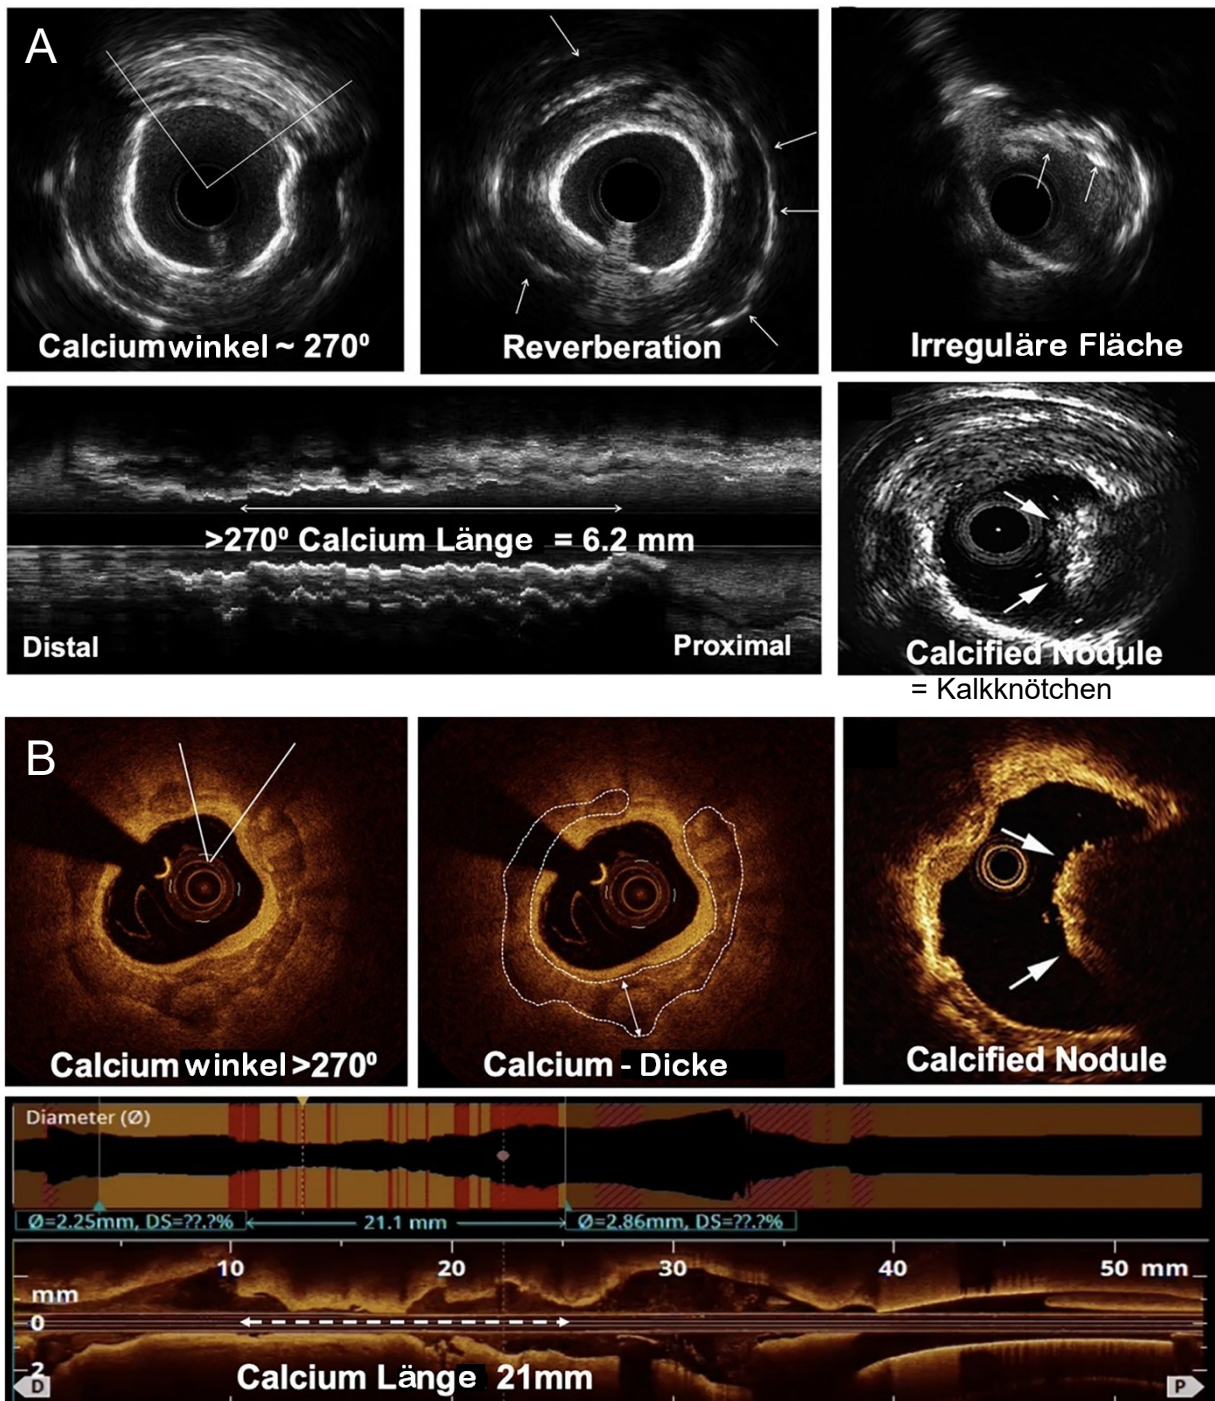 A
Calciumwinkel ~ 270⁰
Reverberation
Irreguläre Fläche
>270⁰ Calcium Länge = 6.2 mm
Distal
Proximal
Calcified Nodule
= Kalkknötchen
B
Calcium winkel >270⁰
Calcium - Dicke
Calcified Nodule
Diameter (Ø)
Ø=2.25mm, DS=??.?%
21.1 mm
Ø=2.86mm, DS=??.?%
10 20 30 40 50 mm
mm
0
2
Calcium Länge 21mm
D
P